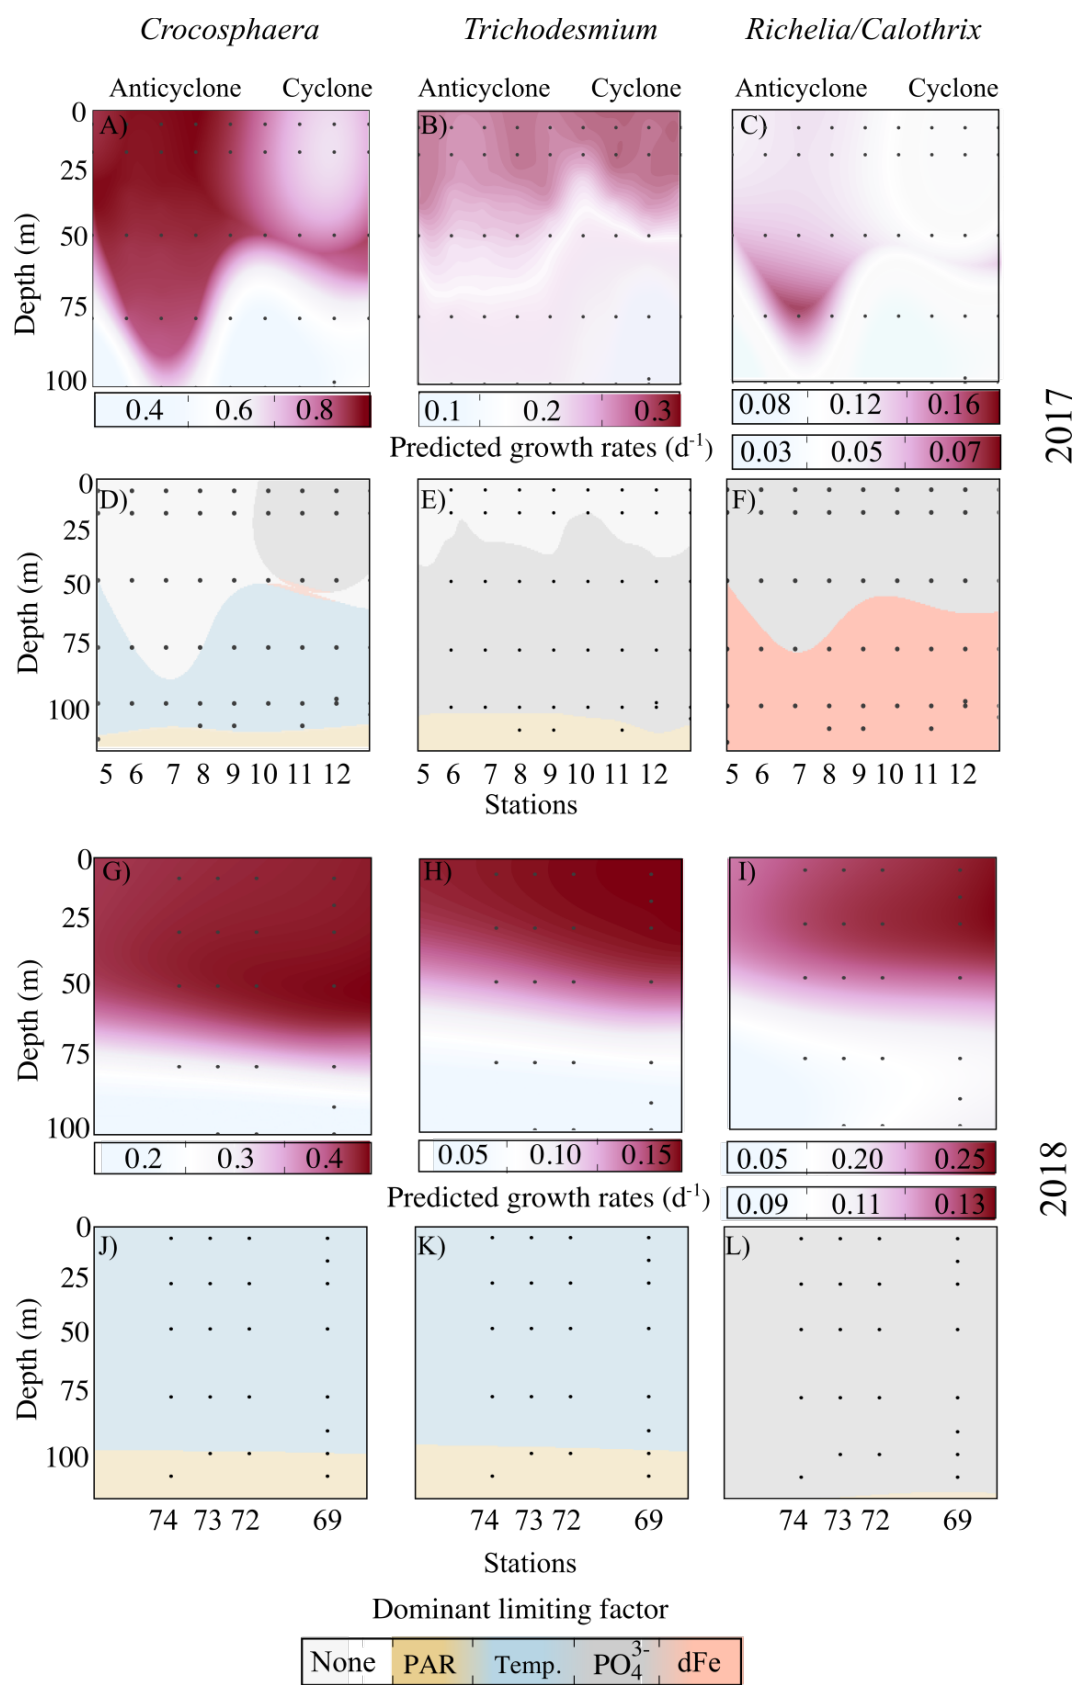 Crocosphaera Trichodesmium Richelia/Calothrix
Anticyclone Cyclone Anticyclone Cyclone Anticyclone Cyclone
0
A) B) C)
25
50
75
100
Depth (m)
0.4 0.6 0.8
0.1 0.2 0.3
0.08 0.12 0.16
Predicted growth rates (d-1)
0.03 0.05 0.07
2017
0
D) E) F)
25
50
75
100
Depth (m)
5 6 7 8 9 10 11 12
5 6 7 8 9 10 11 12
5 6 7 8 9 10 11 12
Stations
0
G) H) I)
25
50
75
100
Depth (m)
0.2 0.3 0.4
0.05 0.10 0.15
0.05 0.20 0.25
Predicted growth rates (d-1)
0.09 0.11 0.13
2018
0
J) K) L)
25
50
75
100
Depth (m)
74 73 72 69
74 73 72 69
74 73 72 69
Stations
Dominant limiting factor
None PAR Temp. PO4 3- dFe